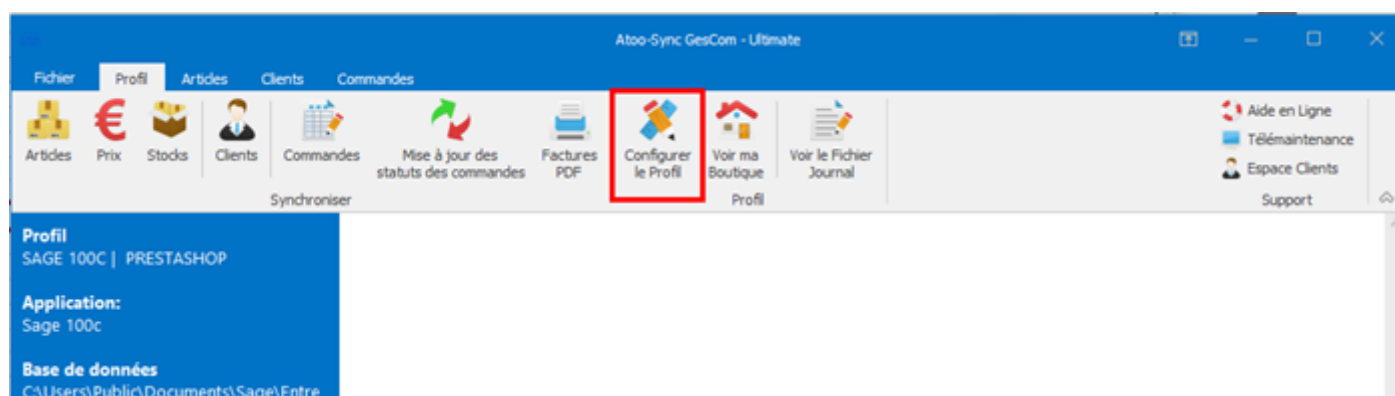 Atoo-Sync GesCom - Ultimate
Fichier Profil Articles Clients Commandes
Articles Prix Stocks Clients Commandes Mise à jour des statuts des commandes Factures PDF Configurer le Profil Voir ma Boutique Voir le Fichier Journal
Synchroniser Profil
Aide en Ligne
Télémaintenance
Espace Clients
Support
Profil
SAGE 100C | PRESTASHOP
Application:
Sage 100c
Base de données
C:\Users\Public\Documents\Sage\Entre